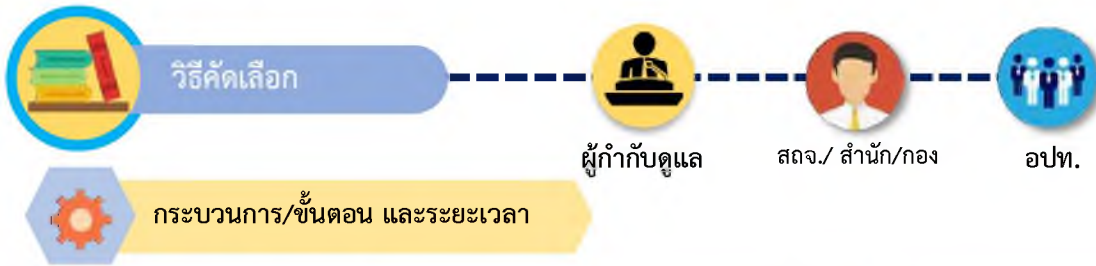 วิธีคัดเลือก
ผู้กำกับดูแล
สถจ./ สำนัก/กอง
อปท.
กระบวนการ/ขั้นตอน และระยะเวลา